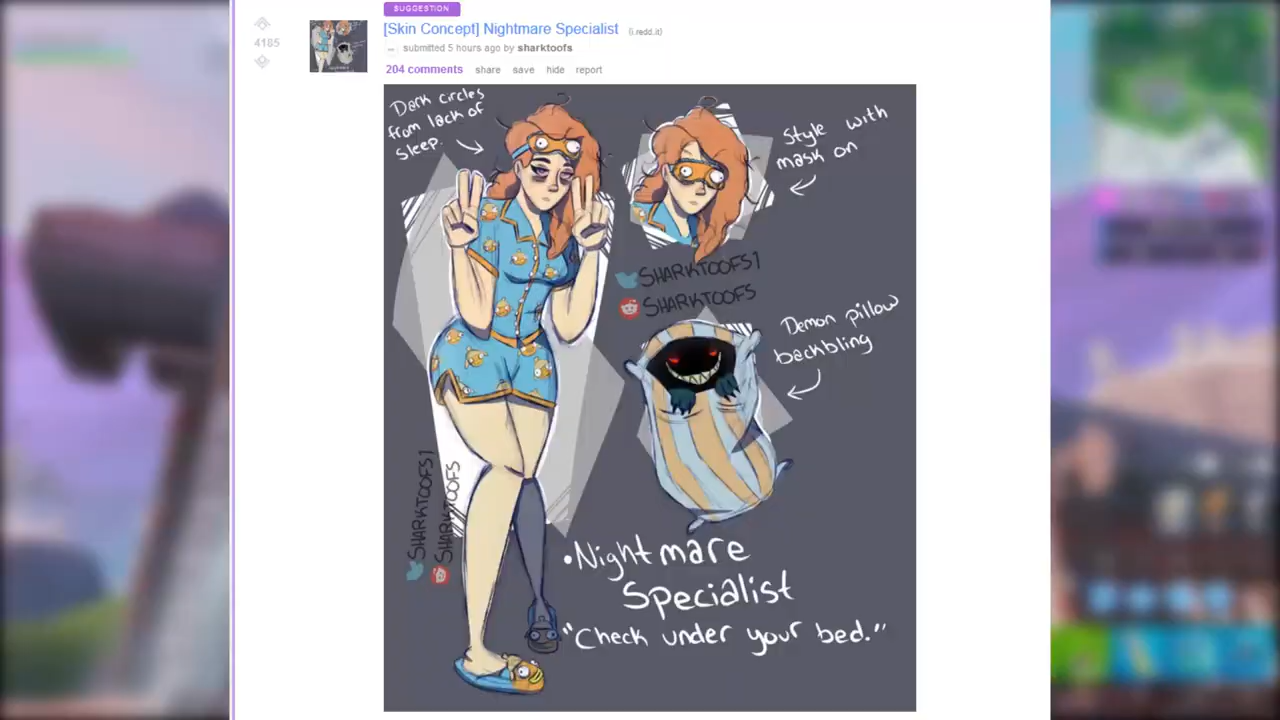 SUGGESTION
[Skin Concept] Nightmare Specialist (i.redd.it)
4185
submitted 5 hours ago by sharktoofs
204 comments share save hide report
Dark circles
from lack of
sleep.
Style with
mask on
SHARKTOOFS1
SHARKTOOFS
Demon pillow
backbling
SHARKTOOFS1
SHARKTOOFS
•Nightmare
Specialist
"Check under your bed."